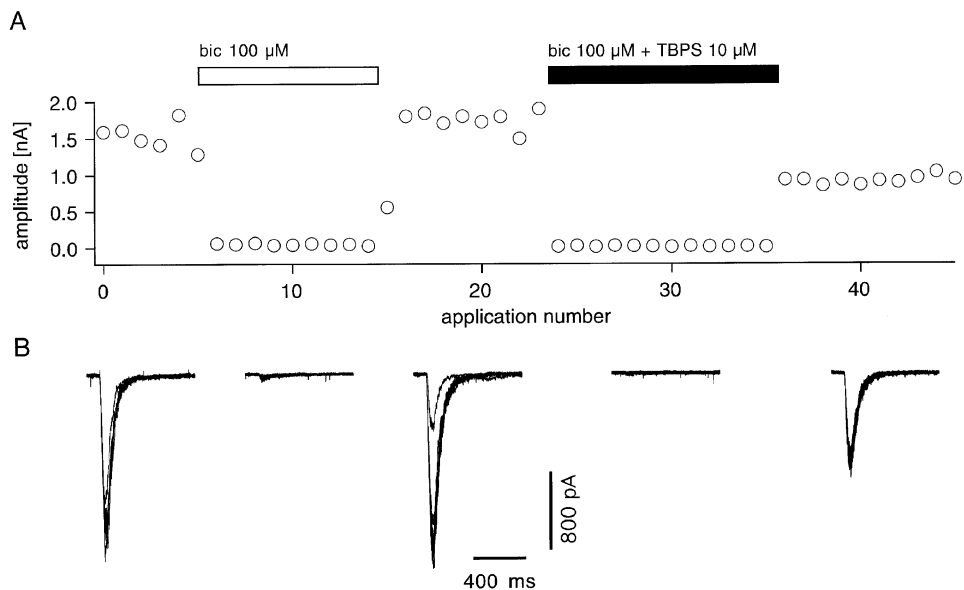 A
bic 100 µM
bic 100 µM + TBPS 10 µM
amplitude [nA]
2.0
1.5
1.0
0.5
0.0
0 10 20 30 40
application number
B
800 pA
400 ms